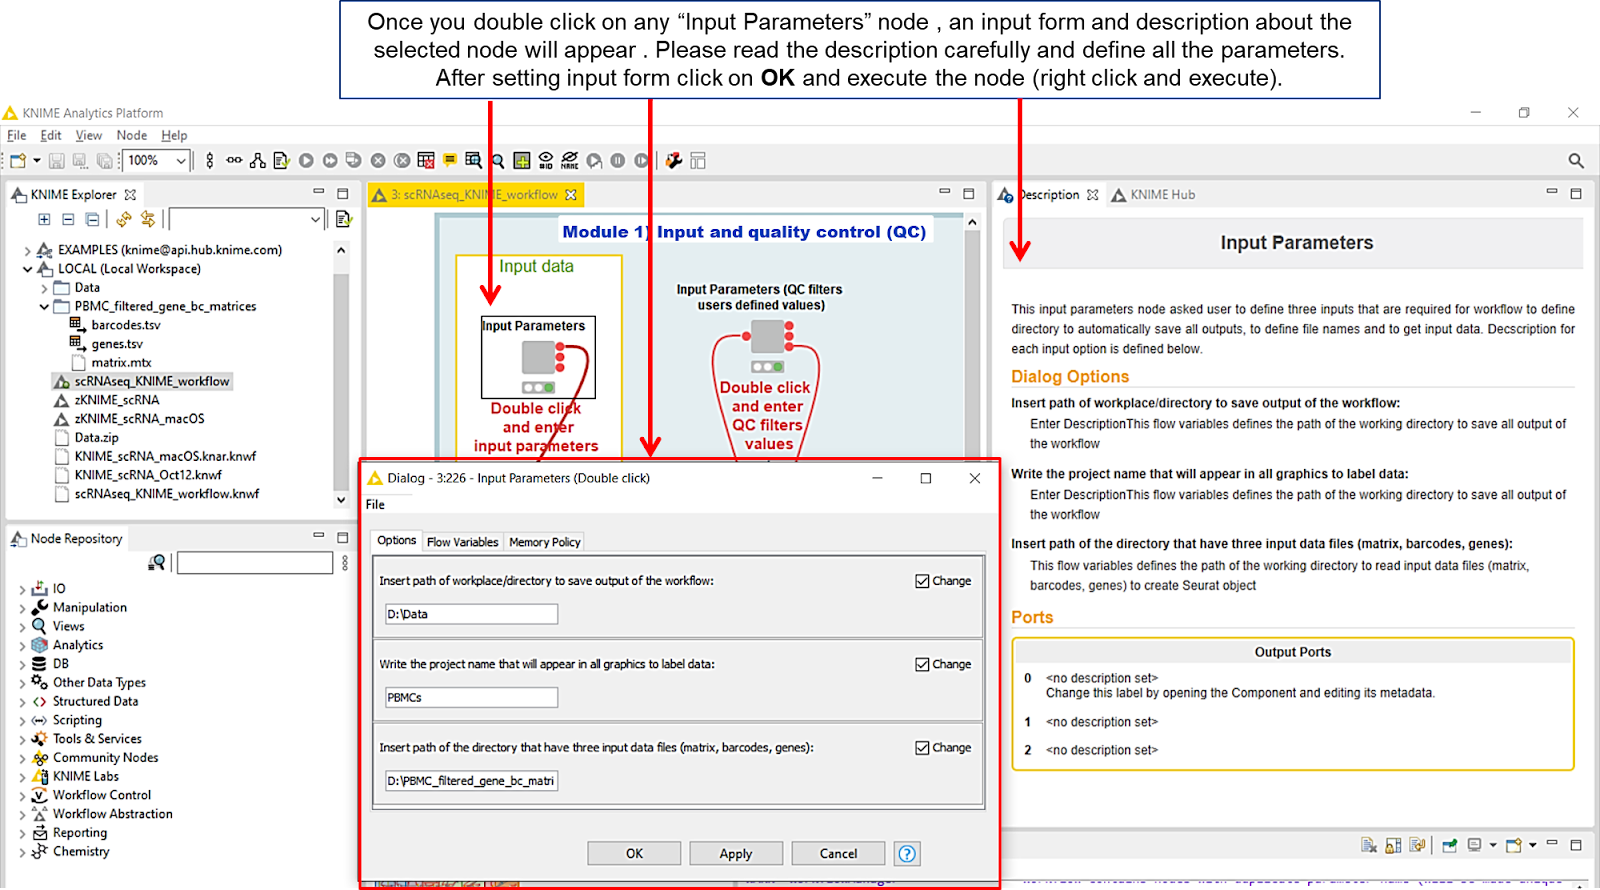 Once you double click on any “Input Parameters” node , an input form and description about the
selected node will appear . Please read the description carefully and define all the parameters.
After setting input form click on OK and execute the node (right click and execute).
KNIME Analytics Platform
File Edit View Node Help
100%
KNIME Explorer
EXAMPLES (knime@api.hub.knime.com)
LOCAL (Local Workspace)
Data
PBMC_filtered_gene_bc_matrices
barcodes.tsv
genes.tsv
matrix.mtx
scRNAseq_KNIME_workflow
zKNIME_scRNA
zKNIME_scRNA_macOS
Data.zip
KNIME_scRNA_macOS.knar.knwf
KNIME_scRNA_Oct12.knwf
scRNAseq_KNIME_workflow.knwf
Node Repository
IO
Manipulation
Views
Analytics
DB
Other Data Types
Structured Data
Scripting
Tools & Services
Community Nodes
KNIME Labs
Workflow Control
Workflow Abstraction
Reporting
Chemistry
3: scRNAseq_KNIME_workflow
Module 1) Input and quality control (QC)
Input data
Input Parameters
Double click
and enter
input parameters
Input Parameters (QC filters
users defined values)
Double click
and enter
QC filters
values
Dialog - 3:226 - Input Parameters (Double click)
File
Options Flow Variables Memory Policy
Insert path of workplace/directory to save output of the workflow:
Change
D:\Data
Write the project name that will appear in all graphics to label data:
Change
PBMCs
Insert path of the directory that have three input data files (matrix, barcodes, genes):
Change
D:\PBMC_filtered_gene_bc_matri
OK Apply Cancel ?
Description
KNIME Hub
Input Parameters
This input parameters node asked user to define three inputs that are required for workflow to define
directory to automatically save all outputs, to define file names and to get input data. Decscription for
each input option is defined below.
Dialog Options
Insert path of workplace/directory to save output of the workflow:
Enter DescriptionThis flow variables defines the path of the working directory to save all output of
the workflow
Write the project name that will appear in all graphics to label data:
Enter DescriptionThis flow variables defines the path of the working directory to save all output of
the workflow
Insert path of the directory that have three input data files (matrix, barcodes, genes):
This flow variables defines the path of the working directory to read input data files (matrix,
barcodes, genes) to create Seurat object
Ports
Output Ports
0 <no description set>
Change this label by opening the Component and editing its metadata.
1 <no description set>
2 <no description set>